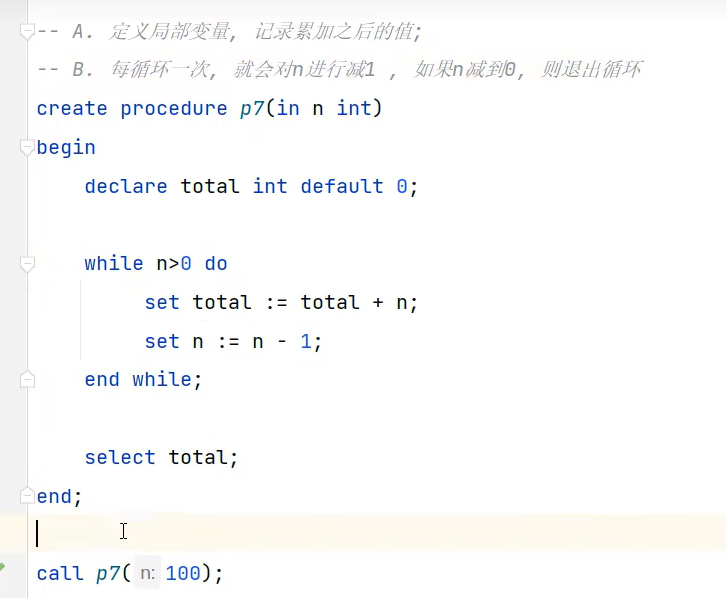 -- A. 定义局部变量, 记录累加之后的值;
-- B. 每循环一次, 就会对n进行减1 , 如果n减到0, 则退出循环
create procedure p7(in n int)
begin
declare total int default 0;
while n>0 do
set total := total + n;
set n := n - 1;
end while;
select total;
end;
call p7( n: 100);